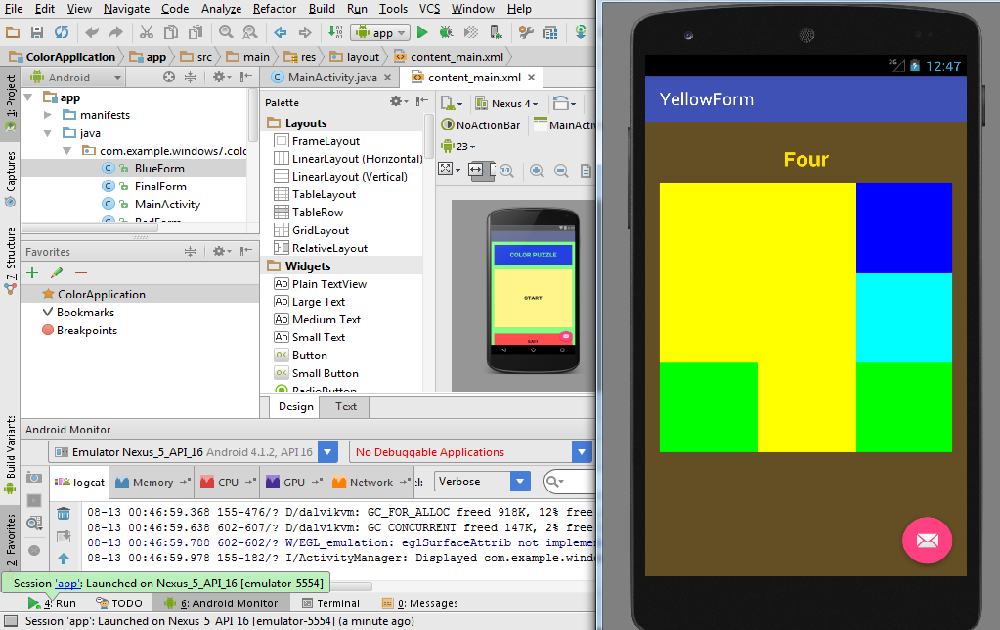 File Edit View Navigate Code Analyze Refactor Build Run Tools VCS Window Help
app
ColorApplication app src main res layout content_main.xml
1: Project
Captures
7: Structure
Build Variants
2: Favorites
Android
app
manifests
java
com.example.windows7.colo
BlueForm
FinalForm
MainActivity
RedForm
Favorites
ColorApplication
Bookmarks
Breakpoints
MainActivity.java content_main.xml
Palette
Layouts
FrameLayout
LinearLayout (Horizontal)
LinearLayout (Vertical)
TableLayout
TableRow
GridLayout
RelativeLayout
Widgets
Plain TextView
Large Text
Medium Text
Small Text
Button
Small Button
RadioButton
Design Text
Nexus 4
NoActionBar MainActiv
23
COLOR PUZZLE
START
EXIT
Android Monitor
Emulator Nexus_5_API_16 Android 4.1.2, API 16
No Debuggable Applications
logcat Memory CPU GPU Network Verbose
08-13 00:46:59.368 155-476/? D/dalvikvm: GC_FOR_ALLOC freed 918K, 12% free
08-13 00:46:59.638 602-607/? D/dalvikvm: GC CONCURRENT freed 147K, 2% free
08-13 00:46:59.780 602-602/? W/EGL_emulation: eglSurfaceAttrib not implemen
08-13 00:46:59.978 155-182/? I/ActivityManager: Displayed com.example.windo
Session 'app': Launched on Nexus_5_API_16 [emulator-5554]
4: Run TODO 6: Android Monitor Terminal 0: Messages
Session 'app': Launched on Nexus_5_API_16 [emulator-5554] (a minute ago)
12:47
YellowForm
Four